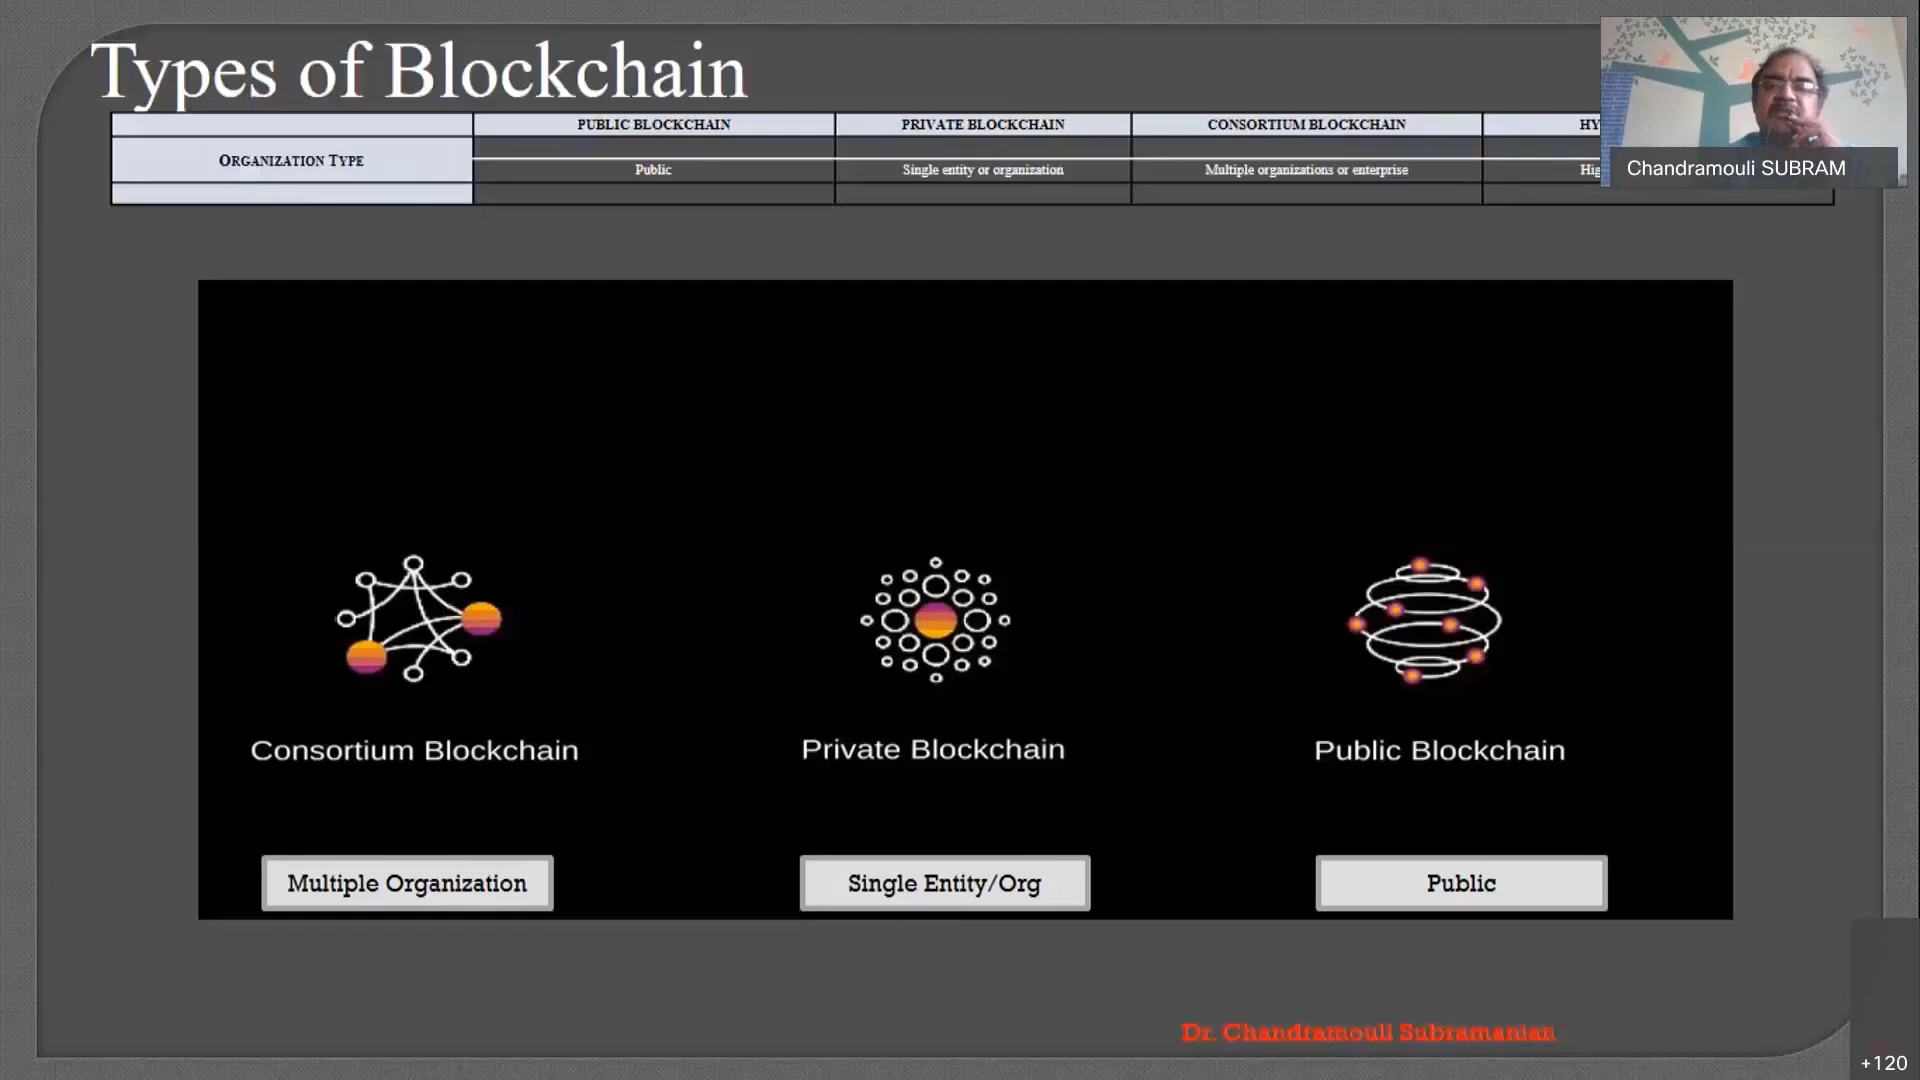 Types of Blockchain
PUBLIC BLOCKCHAIN PRIVATE BLOCKCHAIN CONSORTIUM BLOCKCHAIN HY
ORGANIZATION TYPE
Public Single entity or organization Multiple organizations or enterprise
Chandramouli SUBRAM
Consortium Blockchain Private Blockchain Public Blockchain
Multiple Organization Single Entity/Org Public
Dr. Chandramouli Subramanian
+120